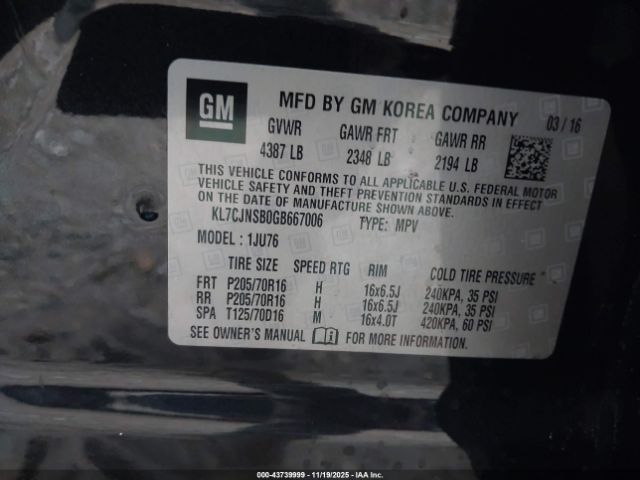 GM
MFD BY GM KOREA COMPANY 03 / 16
GVWR GAWR FRT GAWR RR
4387 LB 2348 LB 2194 LB
THIS VEHICLE CONFORMS TO ALL APPLICABLE U.S. FEDERAL MOTOR
VEHICLE SAFETY AND THEFT PREVENTION STANDARDS IN EFFECT
ON THE DATE OF MANUFACTURE SHOWN ABOVE.
KL7CJNSB0GB667006 TYPE: MPV
MODEL : 1JU76
TIRE SIZE SPEED RTG RIM COLD TIRE PRESSURE
FRT P205/70R16 H 16x6.5J 240KPA, 35 PSI
RR P205/70R16 H 16x6.5J 240KPA, 35 PSI
SPA T125/70D16 M 16x4.0T 420KPA, 60 PSI
SEE OWNER'S MANUAL FOR MORE INFORMATION.
000-43739999 - 11/19/2025 - IAA Inc.